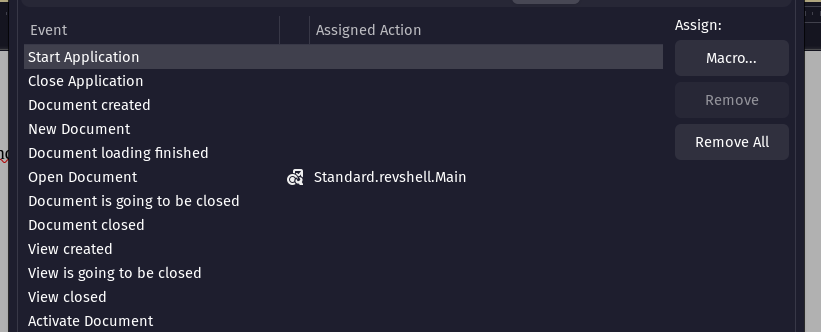 Event Assigned Action
Assign:
Start Application
Macro...
Close Application
Document created
Remove
New Document
Remove All
Document loading finished
Open Document Standard.revshell.Main
Document is going to be closed
Document closed
View created
View is going to be closed
View closed
Activate Document